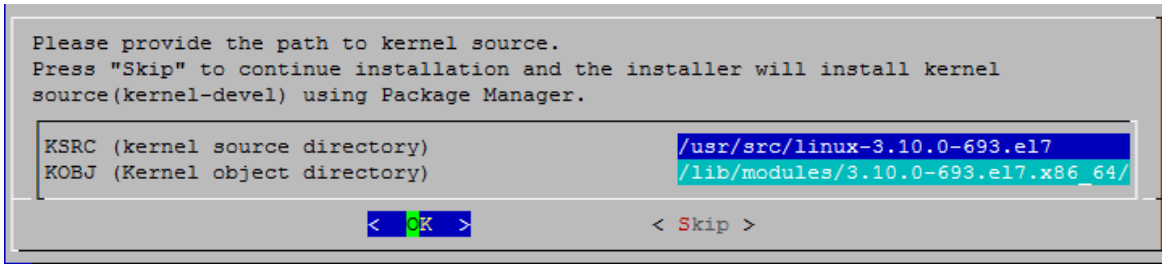 Please provide the path to kernel source.
Press "Skip" to continue installation and the installer will install kernel
source(kernel-devel) using Package Manager.
KSRC (kernel source directory) /usr/src/linux-3.10.0-693.el7
KOBJ (Kernel object directory) /lib/modules/3.10.0-693.el7.x86_64/
< OK > < Skip >